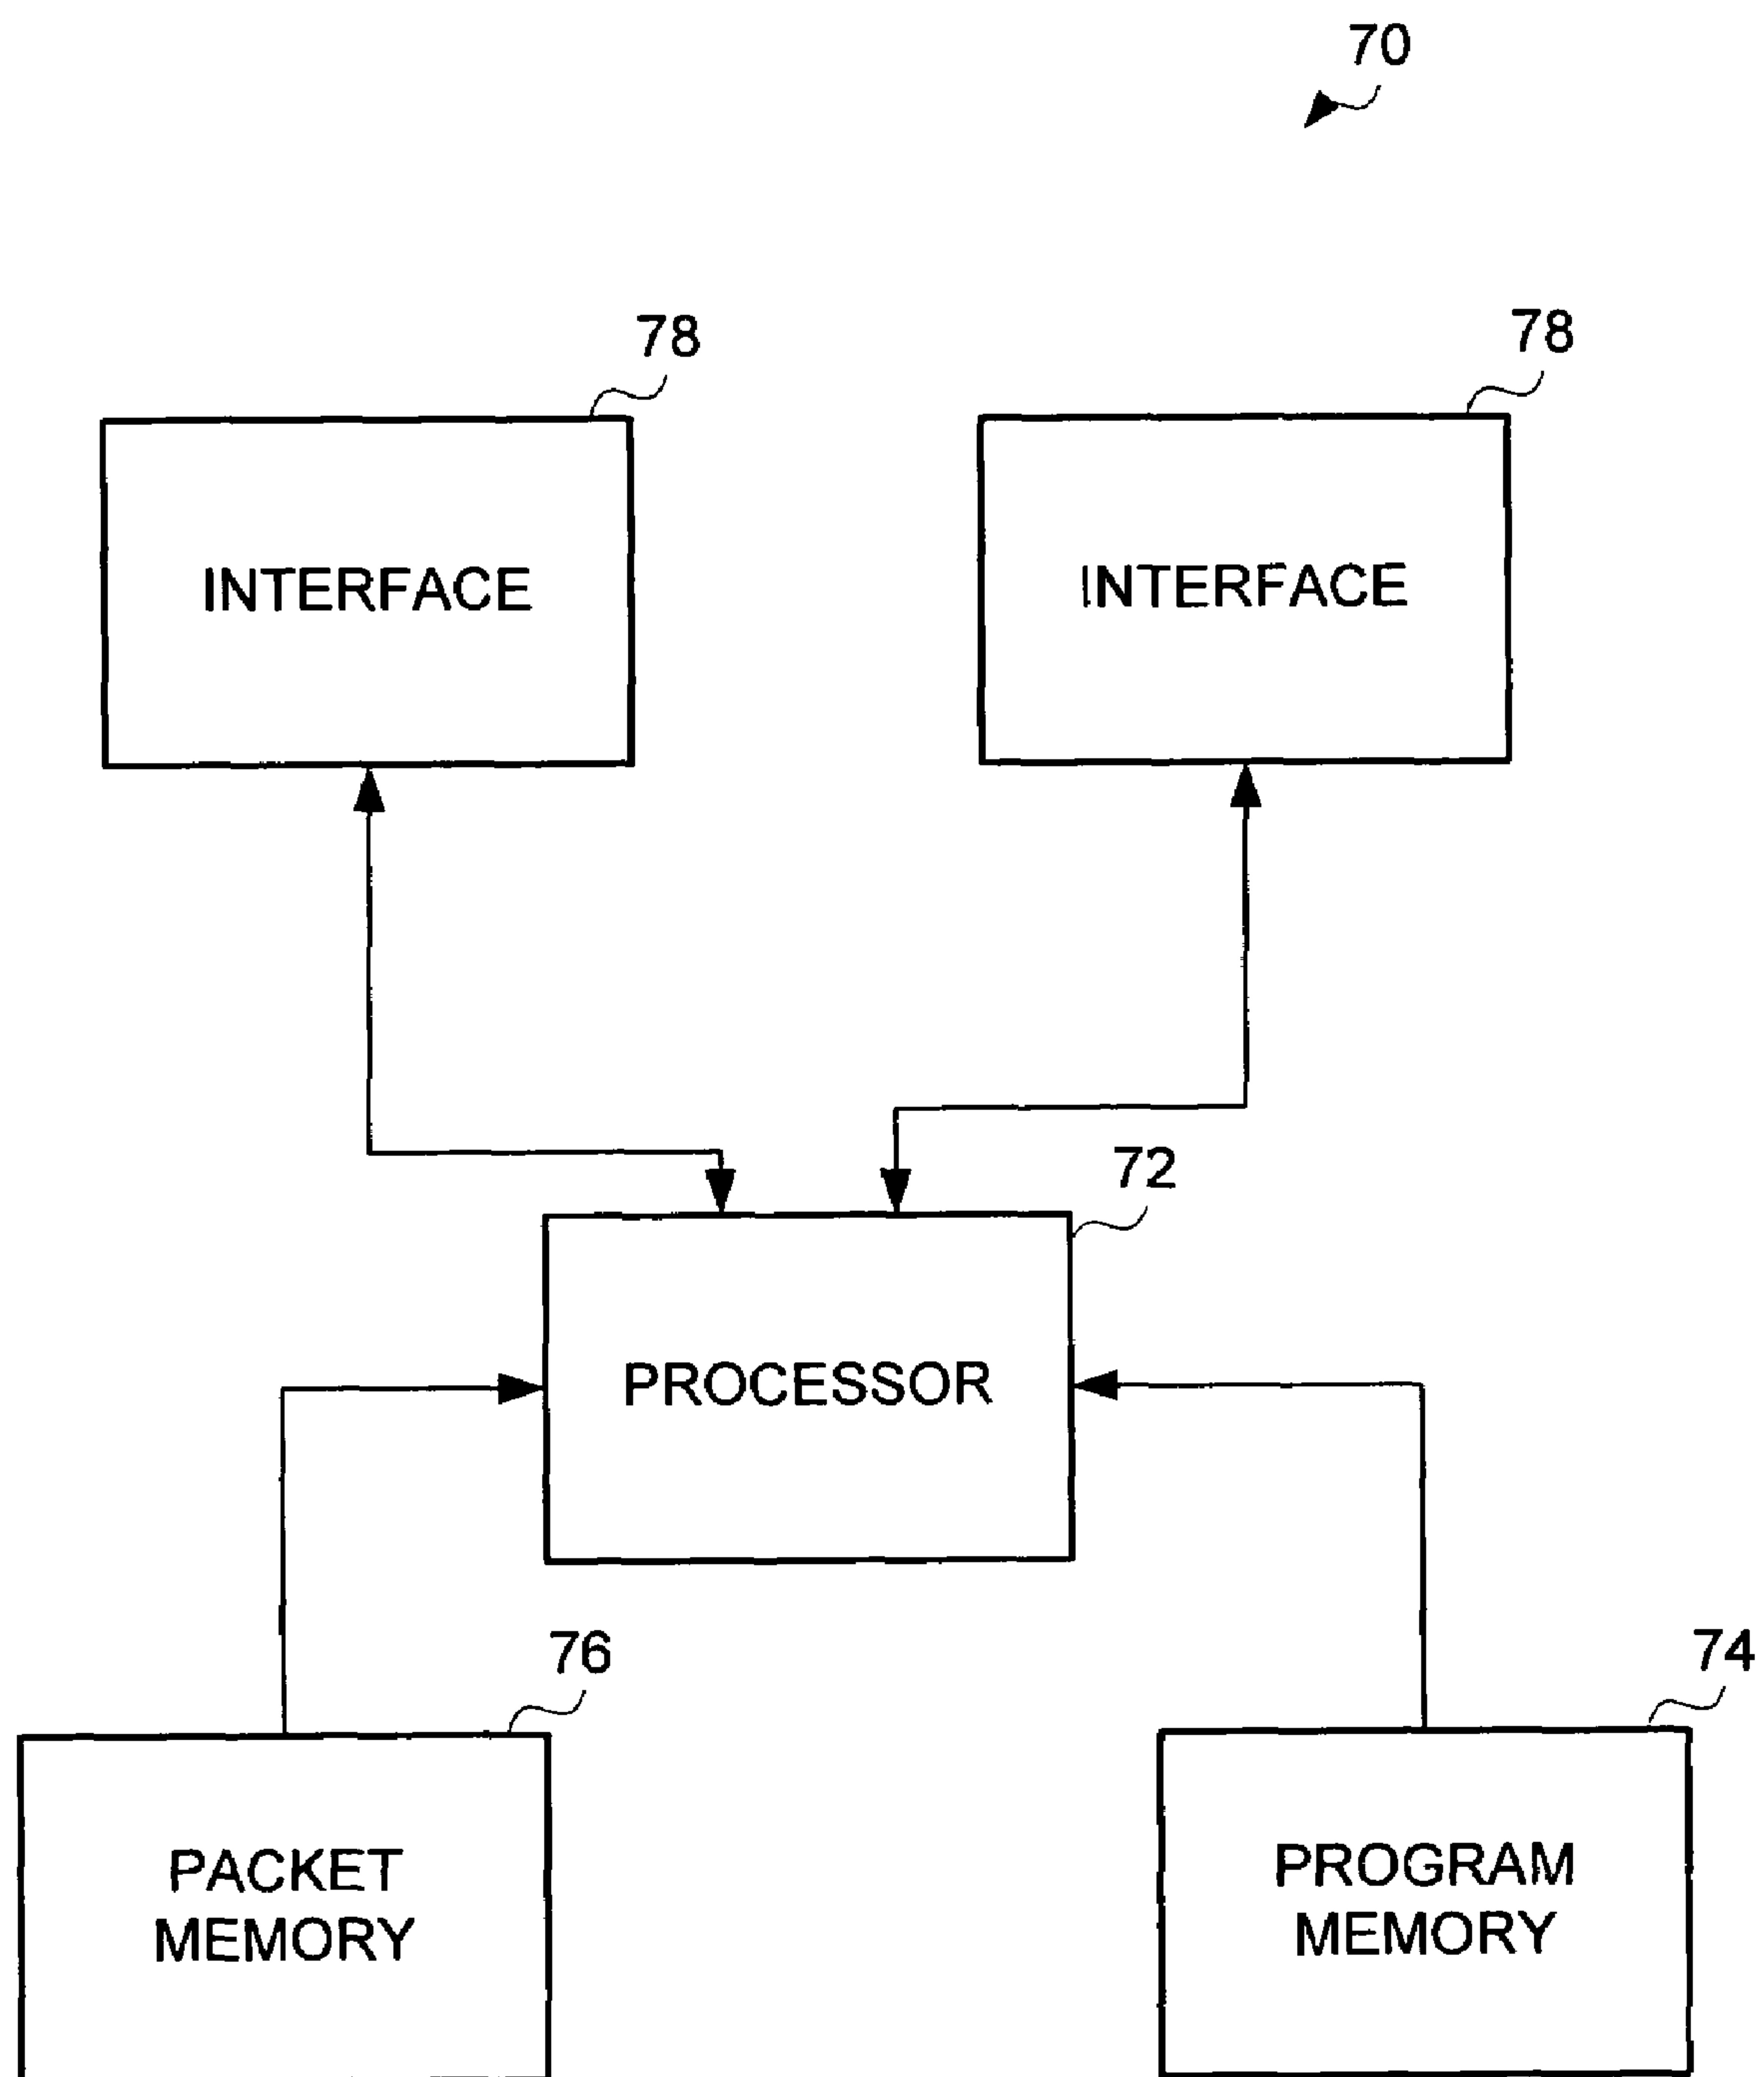 70
78
78
INTERFACE
INTERFACE
72
PROCESSOR
76
74
PACKET
MEMORY
PROGRAM
MEMORY